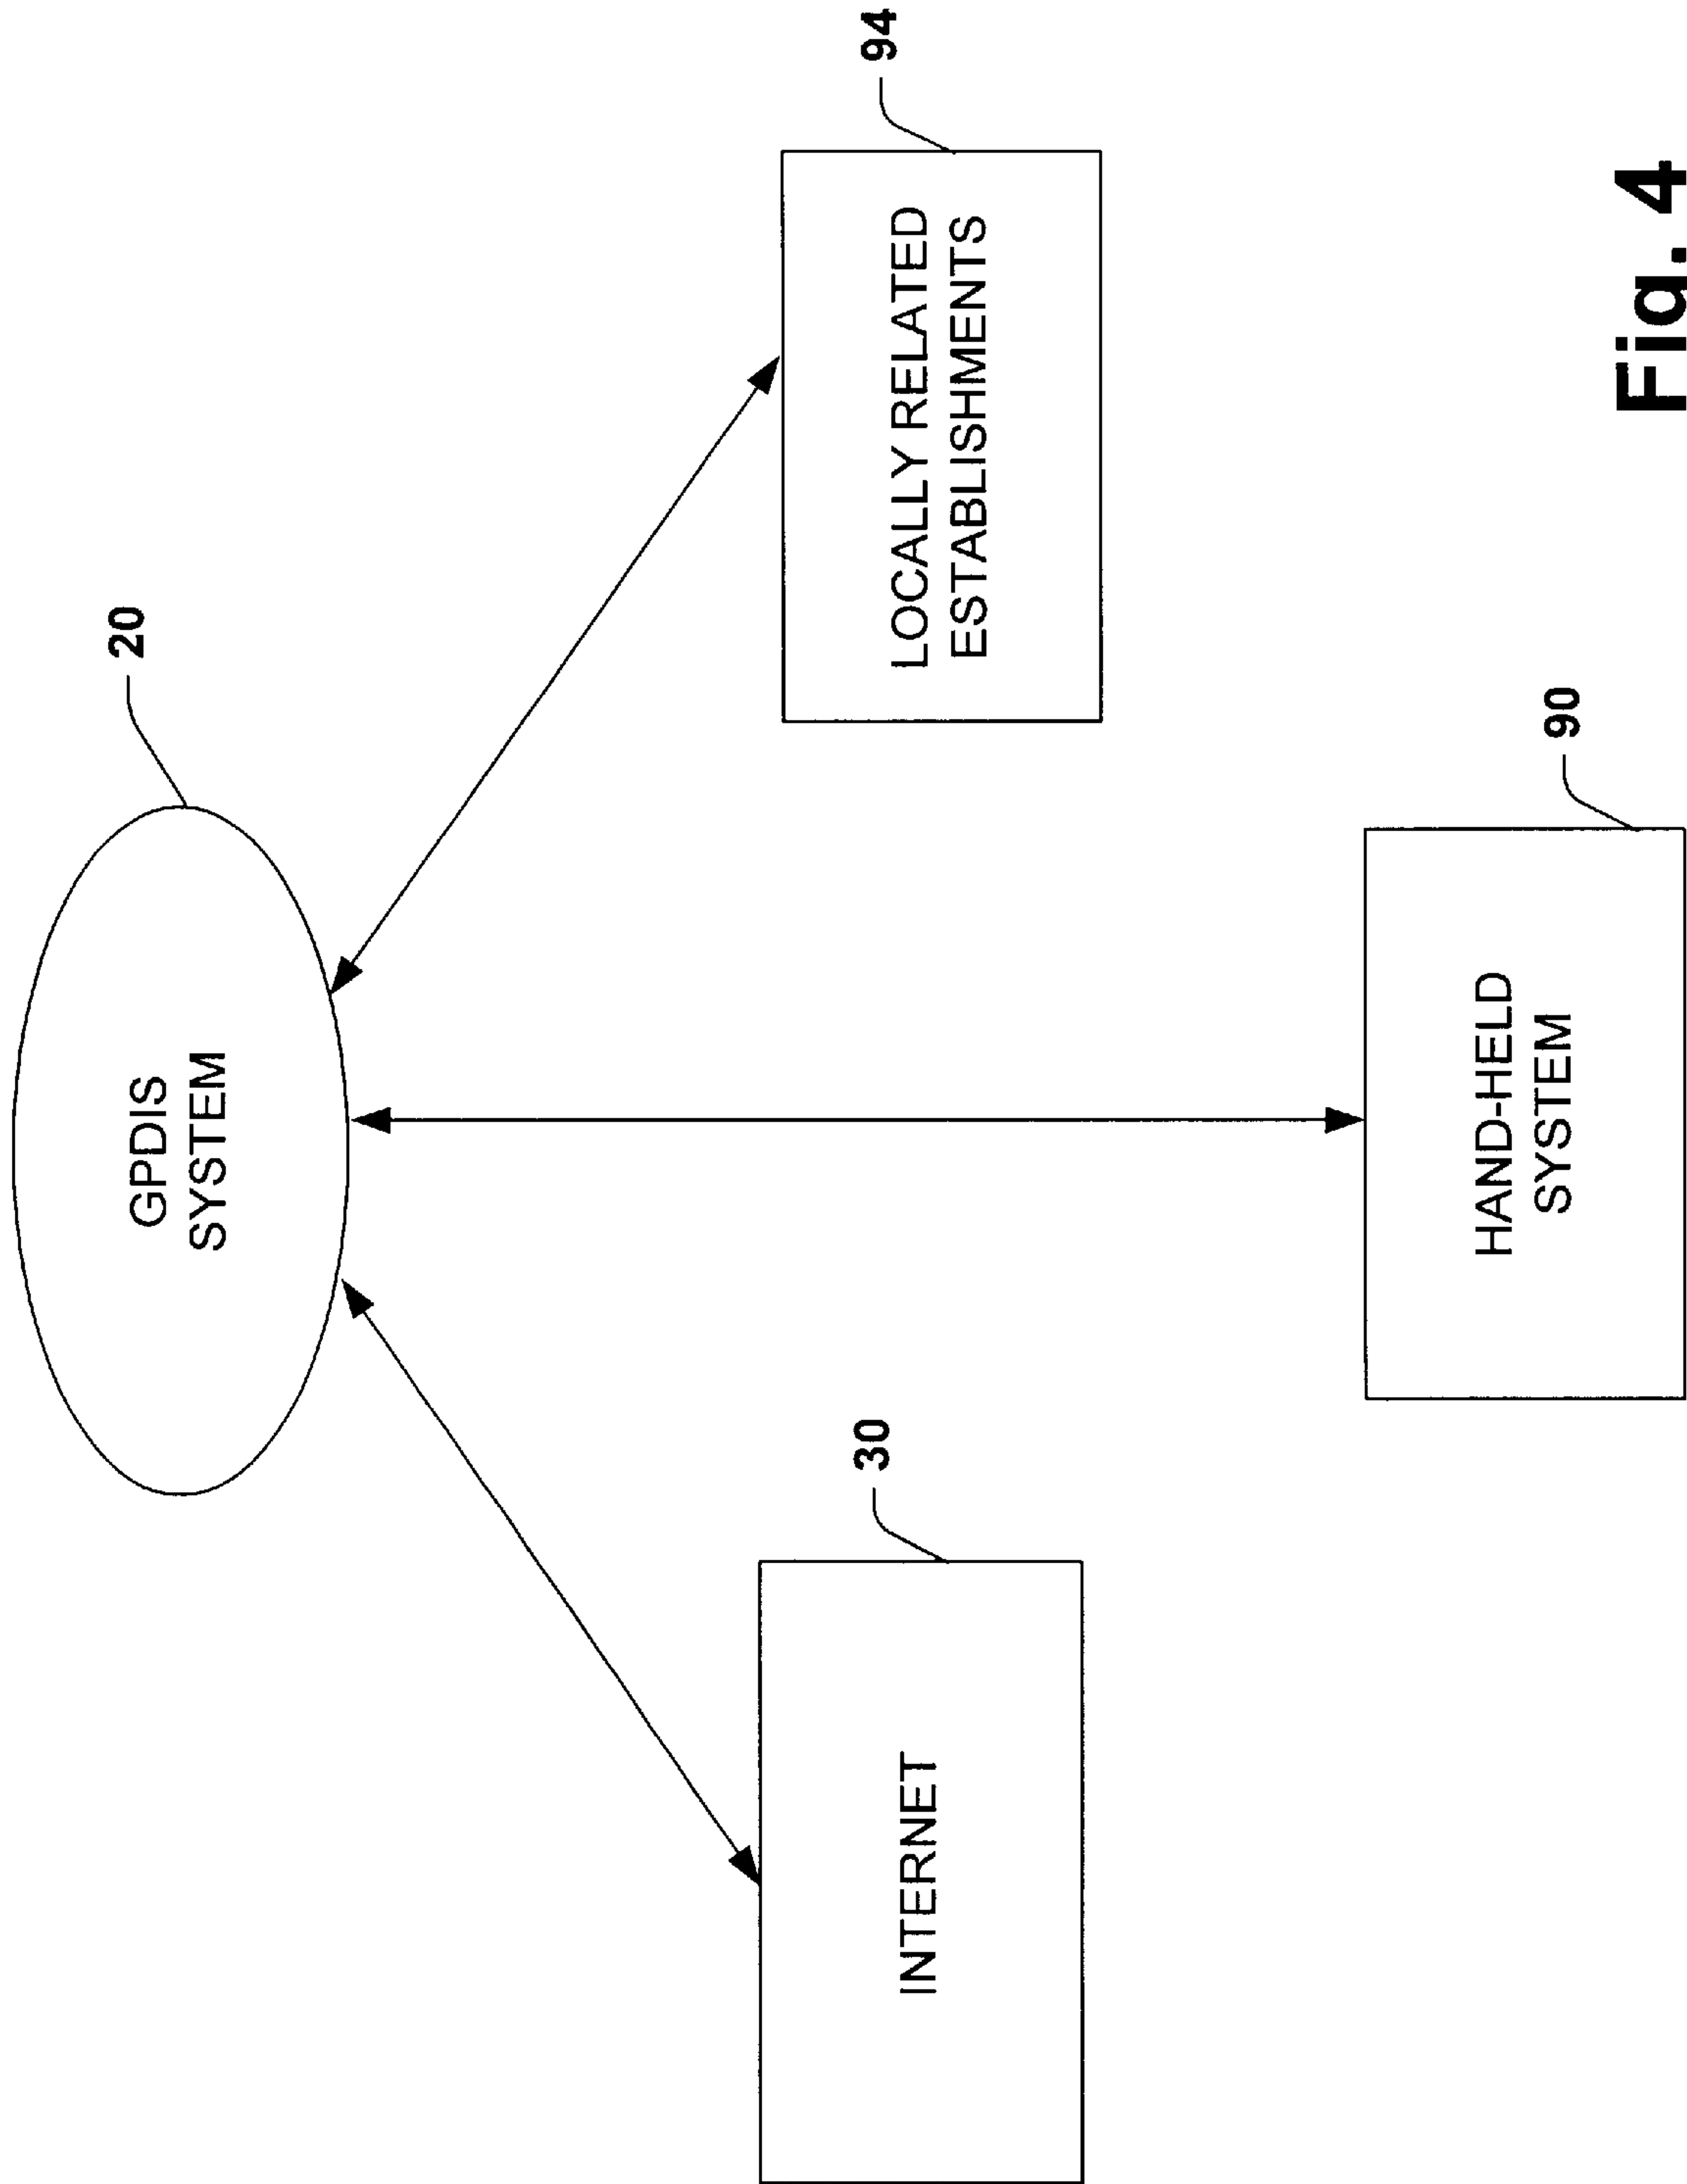 20
GPDIS
SYSTEM
30
INTERNET
94
LOCALLY RELATED
ESTABLISHMENTS
90
HAND-HELD
SYSTEM
Fig. 4